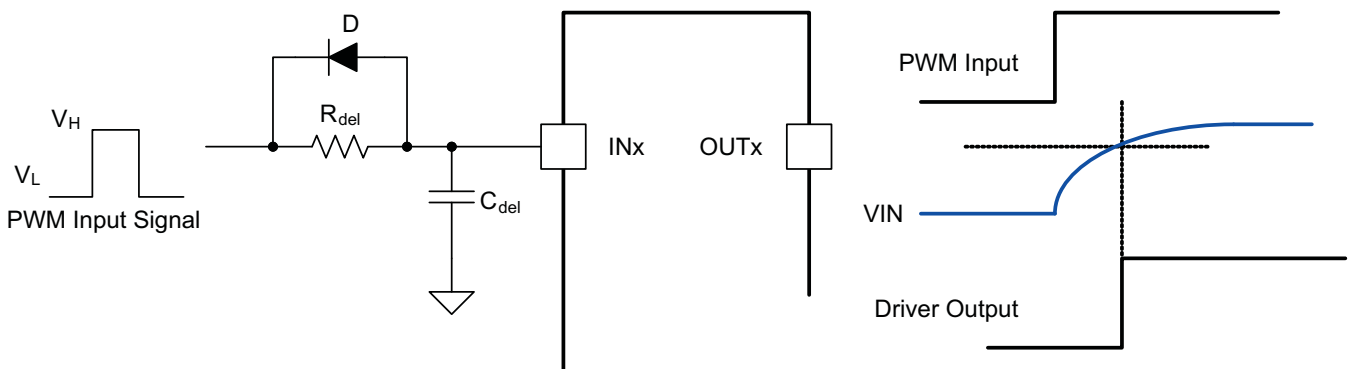 D
R_del
V_H
V_L
PWM Input Signal
C_del
INx
OUTx
PWM Input
VIN
Driver Output